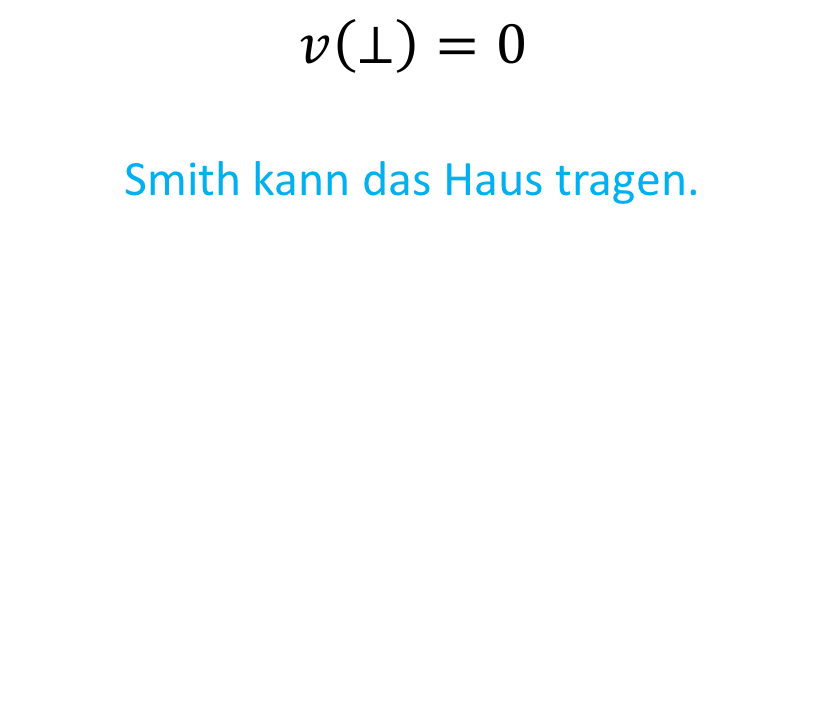 𝑣(⊥) = 0
Smith kann das Haus tragen.